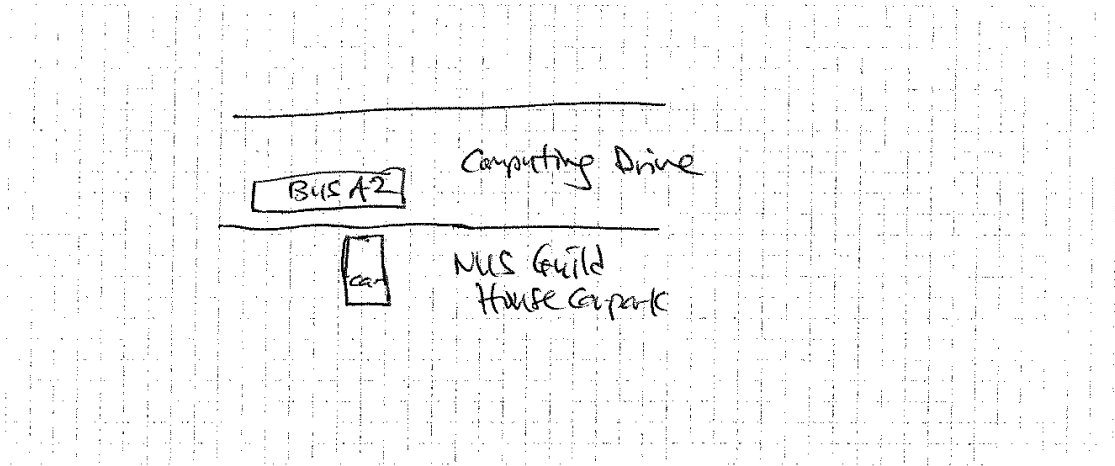 Computing Drive
BUS A2
car
NUS Guild
House Carpark